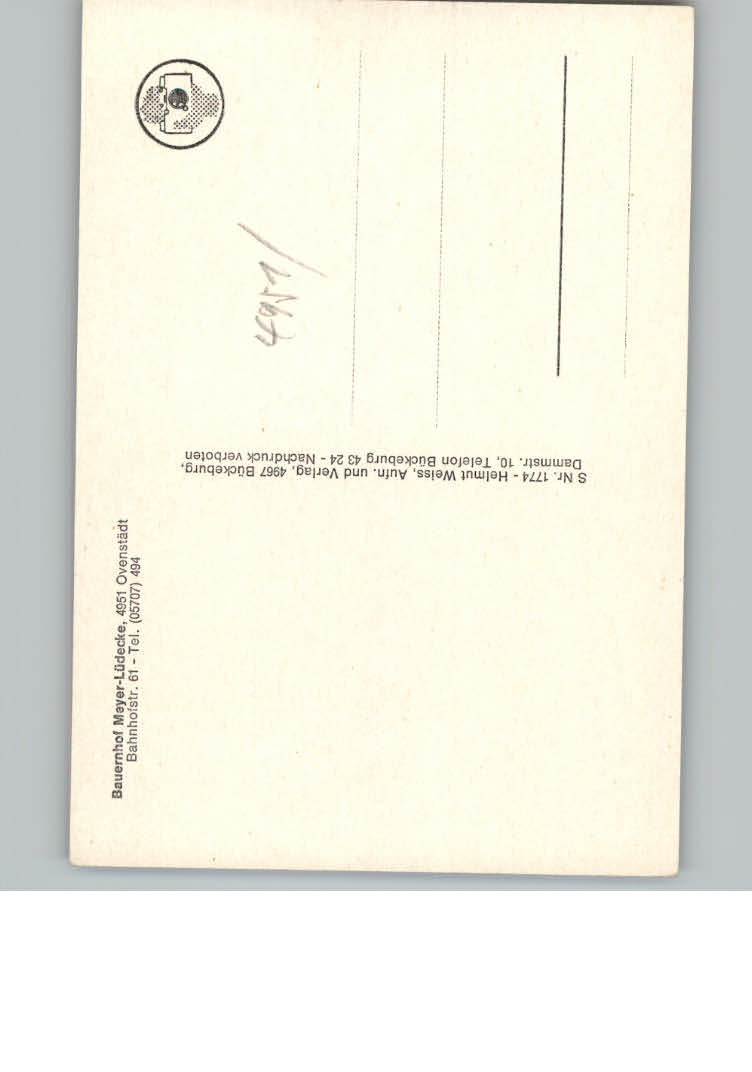 Bauernhof Meyer-Lüdecke, 4951 Ovenstädt
Bahnhofstr. 61 - Tel. (05707) 494
S Nr. 1774 - Helmut Weiss, Aufn. und Verlag, 4967 Bückeburg,
Dammstr. 10, Telefon Bückeburg 43 24 - Nachdruck verboten
4951/